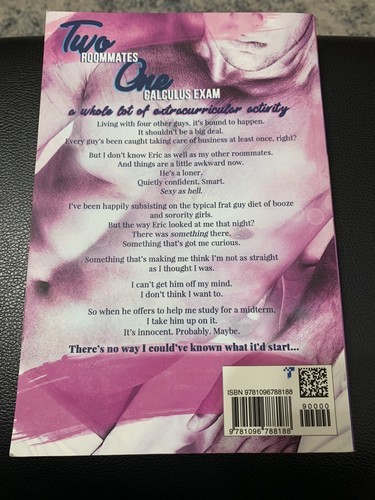 Two
ROOMMATES
One
CALCULUS EXAM
a whole lot of extracurricular activity
Living with four other guys, it's bound to happen.
It shouldn't be a big deal.
Every guy's been caught taking care of business at least once, right?
But I don't know Eric as well as my other roommates.
And things are a little awkward now.
He's a loner.
Quietly confident. Smart.
Sexy as hell.
I've been happily subsisting on the typical frat guy diet of booze
and sorority girls.
But the way Eric looked at me that night?
There was something there.
Something that's got me curious.
Something that's making me think I'm not as straight
as I thought I was.
I can't get him off my mind.
I don't think I want to.
So when he offers to help me study for a midterm,
I take him up on it.
It's innocent. Probably. Maybe.
There's no way I could've known what it'd start...
ISBN 9781096788188
90000
9 781096 788188